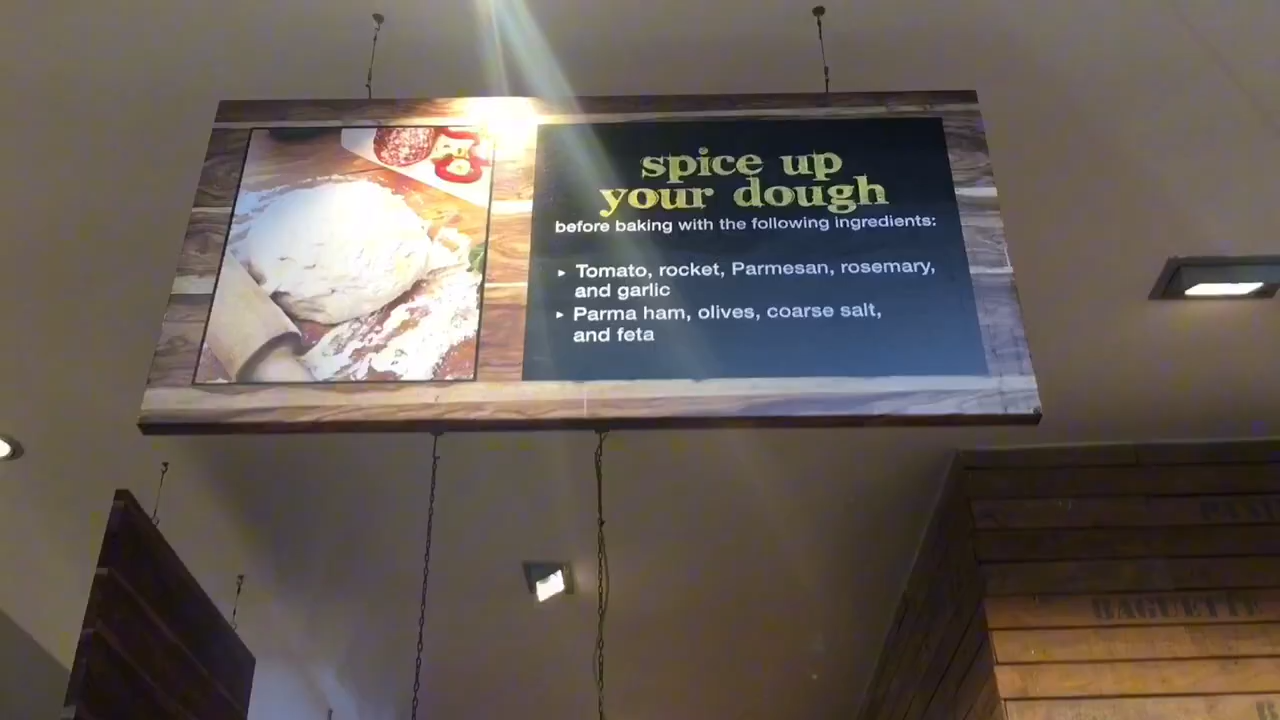 spice up
your dough
before baking with the following ingredients:
▸ Tomato, rocket, Parmesan, rosemary,
and garlic
▸ Parma ham, olives, coarse salt,
and feta
BAGUETTE